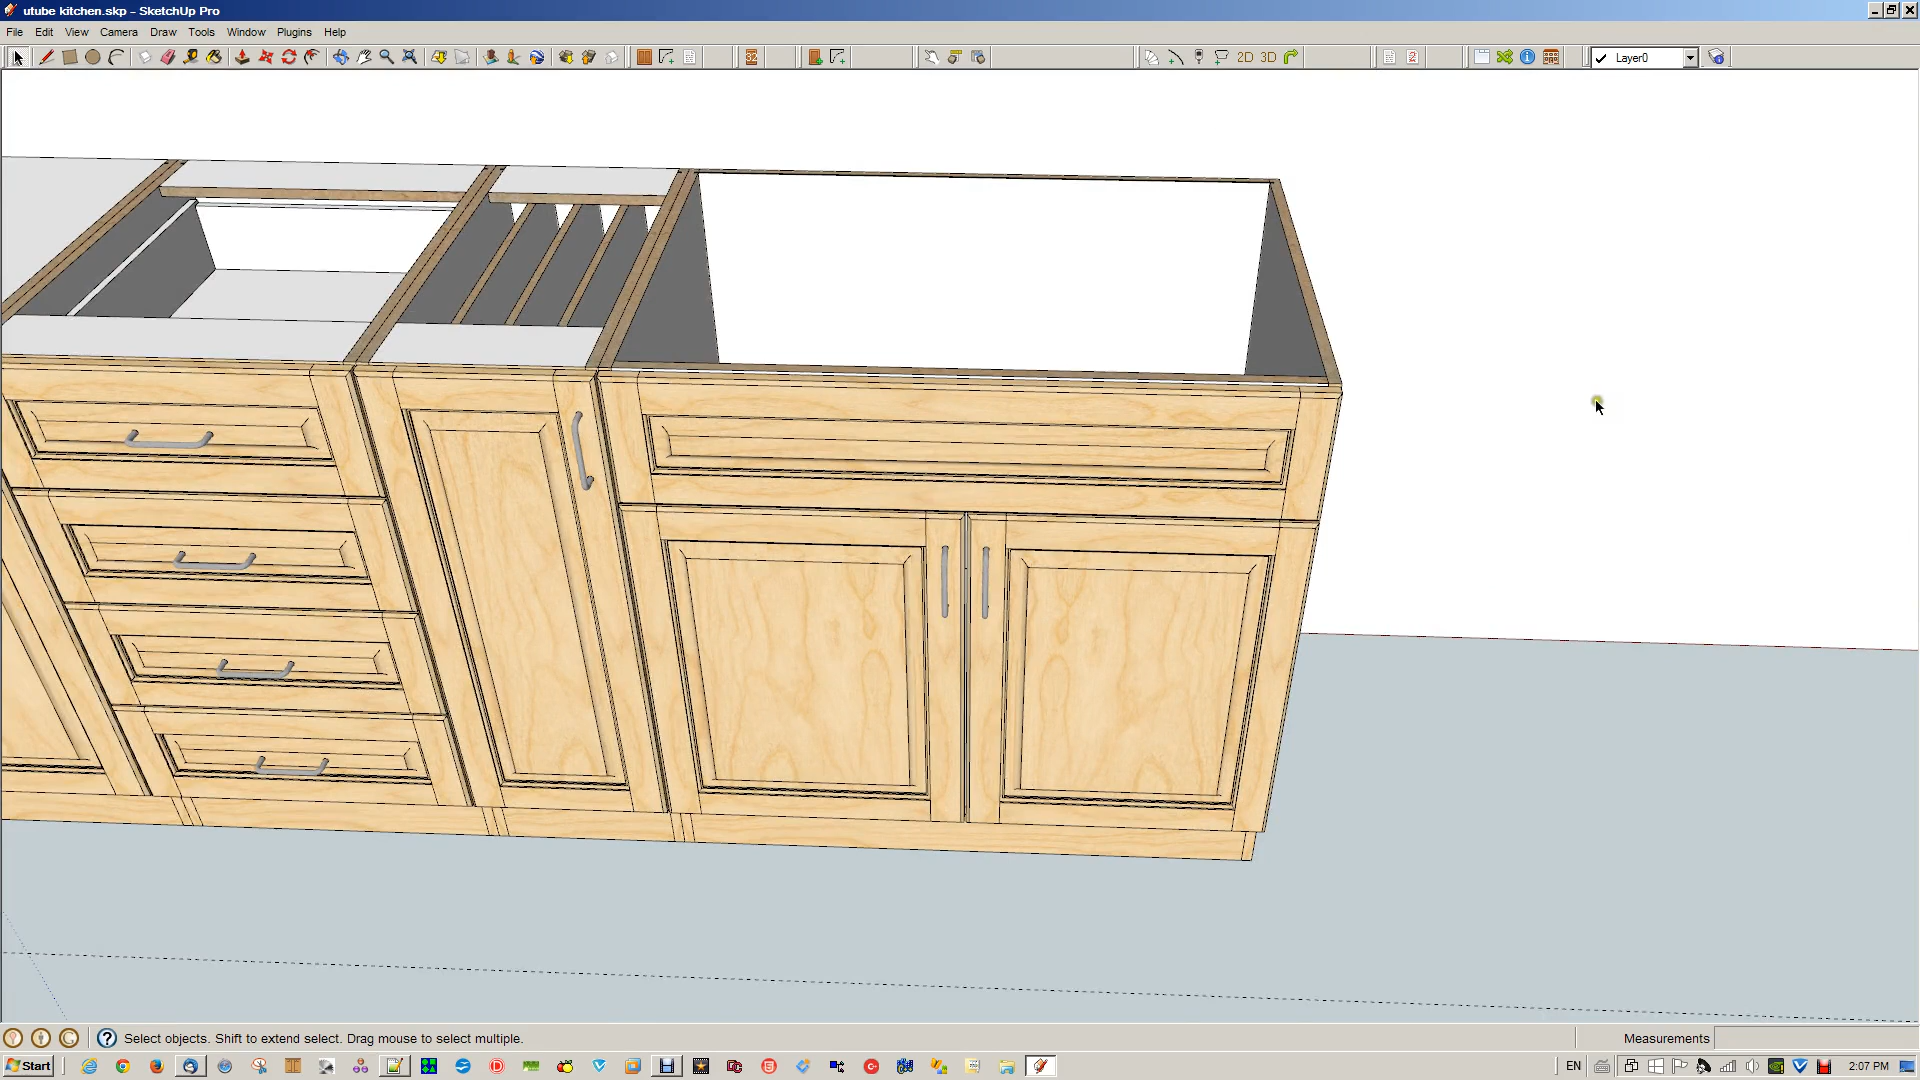 utube kitchen.skp - SketchUp Pro
File Edit View Camera Draw Tools Window Plugins Help
32 2D 3D Layer0
Select objects. Shift to extend select. Drag mouse to select multiple.
Measurements
Start
EN
2:07 PM